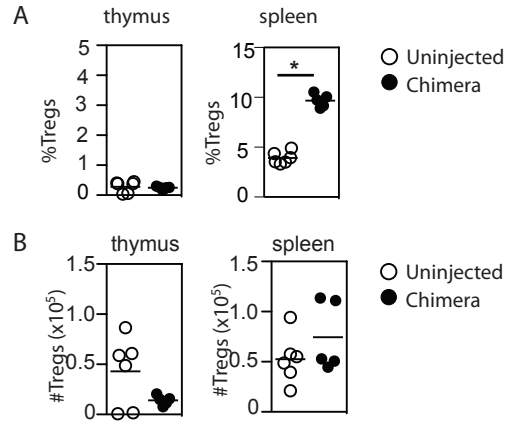 A
thymus
spleen
%Tregs
5
4
3
2
1
0
%Tregs
15
10
5
0
*
Uninjected
Chimera
B
thymus
spleen
#Tregs (x10⁵)
1.5
1.0
0.5
0
#Tregs (x10⁵)
1.5
1.0
0.5
0
Uninjected
Chimera